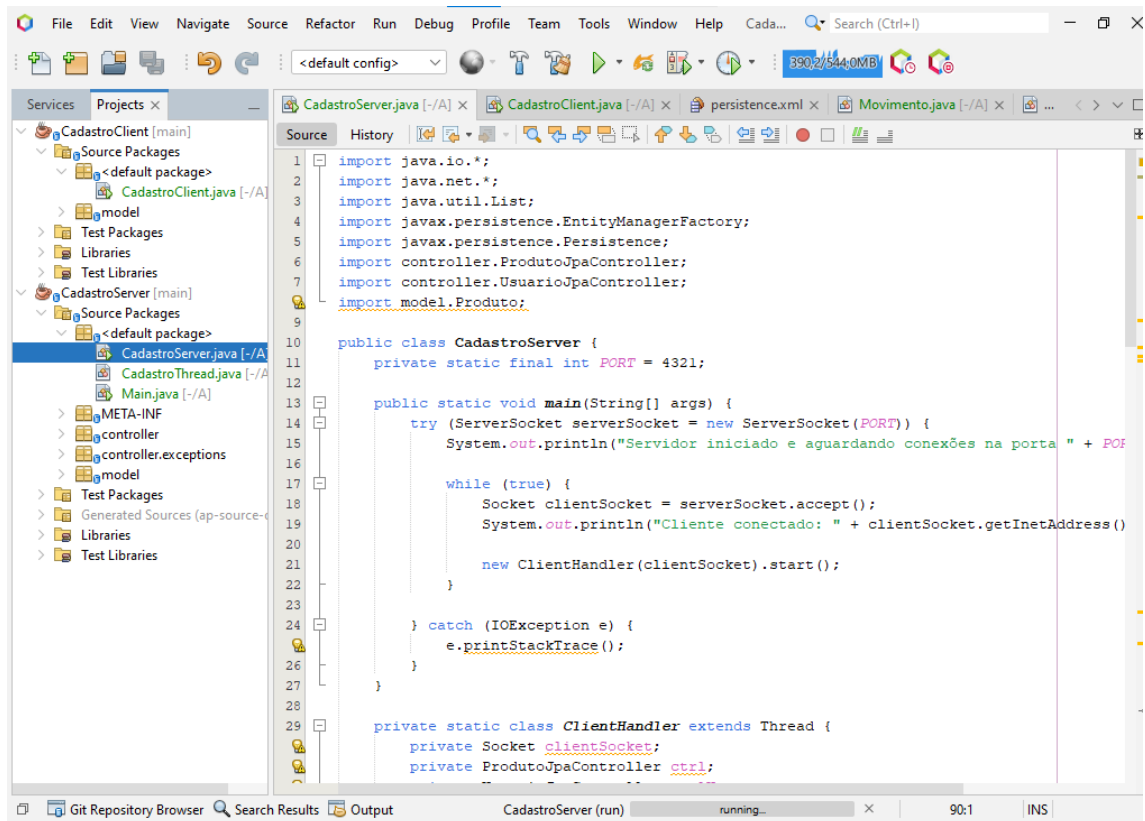 File Edit View Navigate Source Refactor Run Debug Profile Team Tools Window Help Cada... Search (Ctrl+I)
<default config> 390,2/544,0MB
Services Projects
CadastroServer.java [-/A] CadastroClient.java [-/A] persistence.xml Movimento.java [-/A] ...
Source History
CadastroClient [main]
Source Packages
<default package>
CadastroClient.java [-/A]
model
Test Packages
Libraries
Test Libraries
CadastroServer [main]
Source Packages
<default package>
CadastroServer.java [-/A
CadastroThread.java [-/A
Main.java [-/A]
META-INF
controller
controller.exceptions
model
Test Packages
Generated Sources (ap-source-
Libraries
Test Libraries
1 import java.io.*;
2 import java.net.*;
3 import java.util.List;
4 import javax.persistence.EntityManagerFactory;
5 import javax.persistence.Persistence;
6 import controller.ProdutoJpaController;
7 import controller.UsuarioJpaController;
import model.Produto;
9
10 public class CadastroServer {
11 private static final int PORT = 4321;
12
13 public static void main(String[] args) {
14 try (ServerSocket serverSocket = new ServerSocket(PORT)) {
15 System.out.println("Servidor iniciado e aguardando conexões na porta " + POR
16
17 while (true) {
18 Socket clientSocket = serverSocket.accept();
19 System.out.println("Cliente conectado: " + clientSocket.getInetAddress()
20
21 new ClientHandler(clientSocket).start();
22 }
23
24 } catch (IOException e) {
e.printStackTrace();
26 }
27 }
28
29 private static class ClientHandler extends Thread {
private Socket clientSocket;
private ProdutoJpaController ctrl;
Git Repository Browser Search Results Output CadastroServer (run) running... 90:1 INS